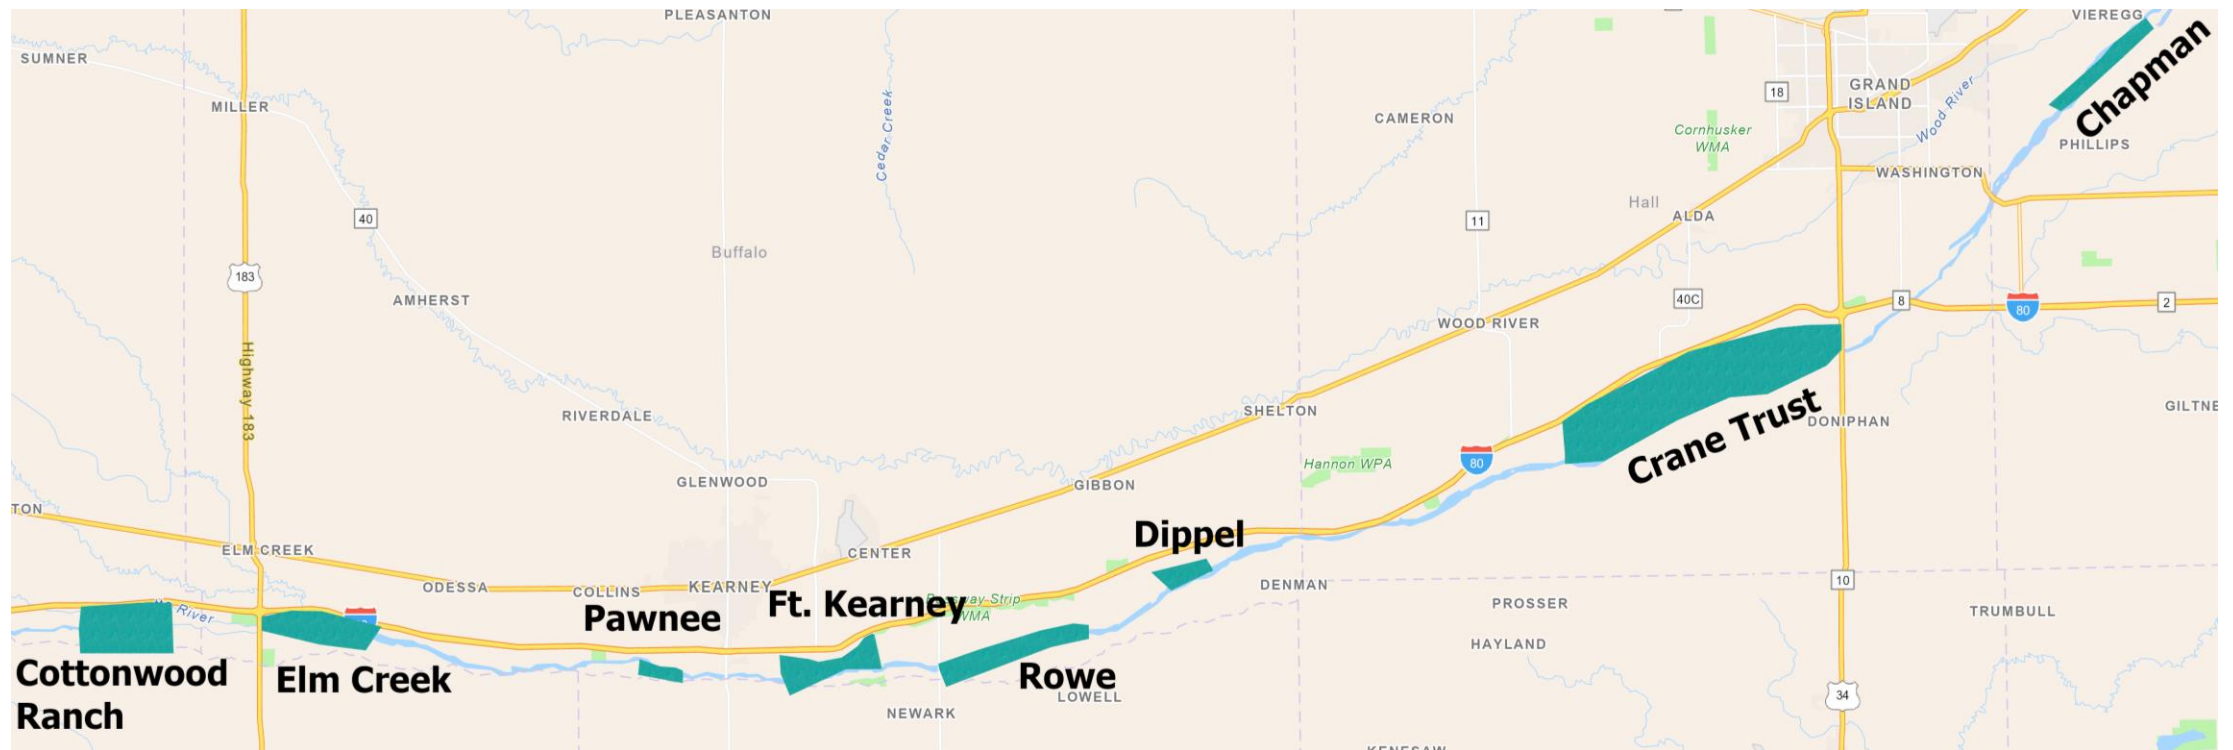 PLEASANTON
VIEREGG
SUMNER
MILLER
GRAND
ISLAND
18
Wood River
Chapman
Cedar Creek
CAMERON
Cornhusker
WMA
PHILLIPS
WASHINGTON
40
Hall
ALDA
11
Buffalo
183
AMHERST
40C
8
80
2
WOOD RIVER
Highway 183
RIVERDALE
SHELTON
GILTNE
DONIPHAN
Crane Trust
Hannon WPA
80
GLENWOOD
GIBBON
TON
Dippel
ELM CREEK
CENTER
ODESSA
COLLINS
KEARNEY
DENMAN
10
River
Pawnee
Ft. Kearney
Strip
WMA
PROSSER
TRUMBULL
HAYLAND
Cottonwood
Ranch
Elm Creek
Rowe
LOWELL
34
NEWARK
KENESAW